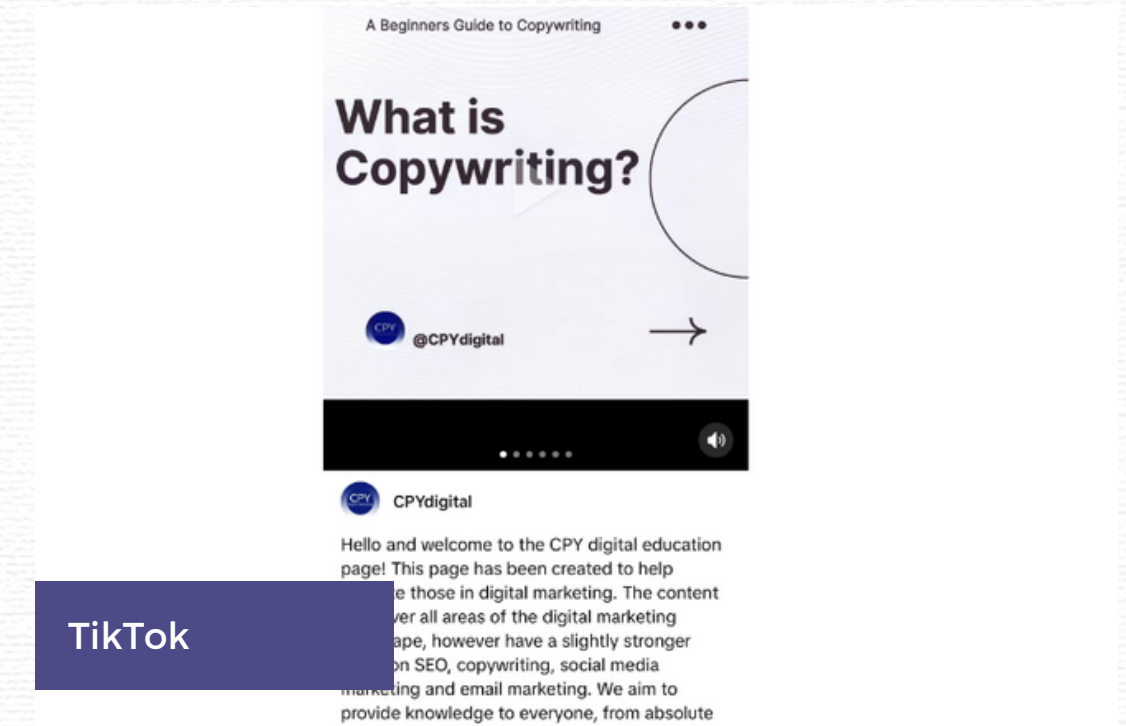 A Beginners Guide to Copywriting
What is
Copywriting?
CPY
@CPYdigital
CPY
CPYdigital
Hello and welcome to the CPY digital education
page! This page has been created to help
those in digital marketing. The content
all areas of the digital marketing
however have a slightly stronger
on SEO, copywriting, social media
marketing and email marketing. We aim to
provide knowledge to everyone, from absolute
TikTok